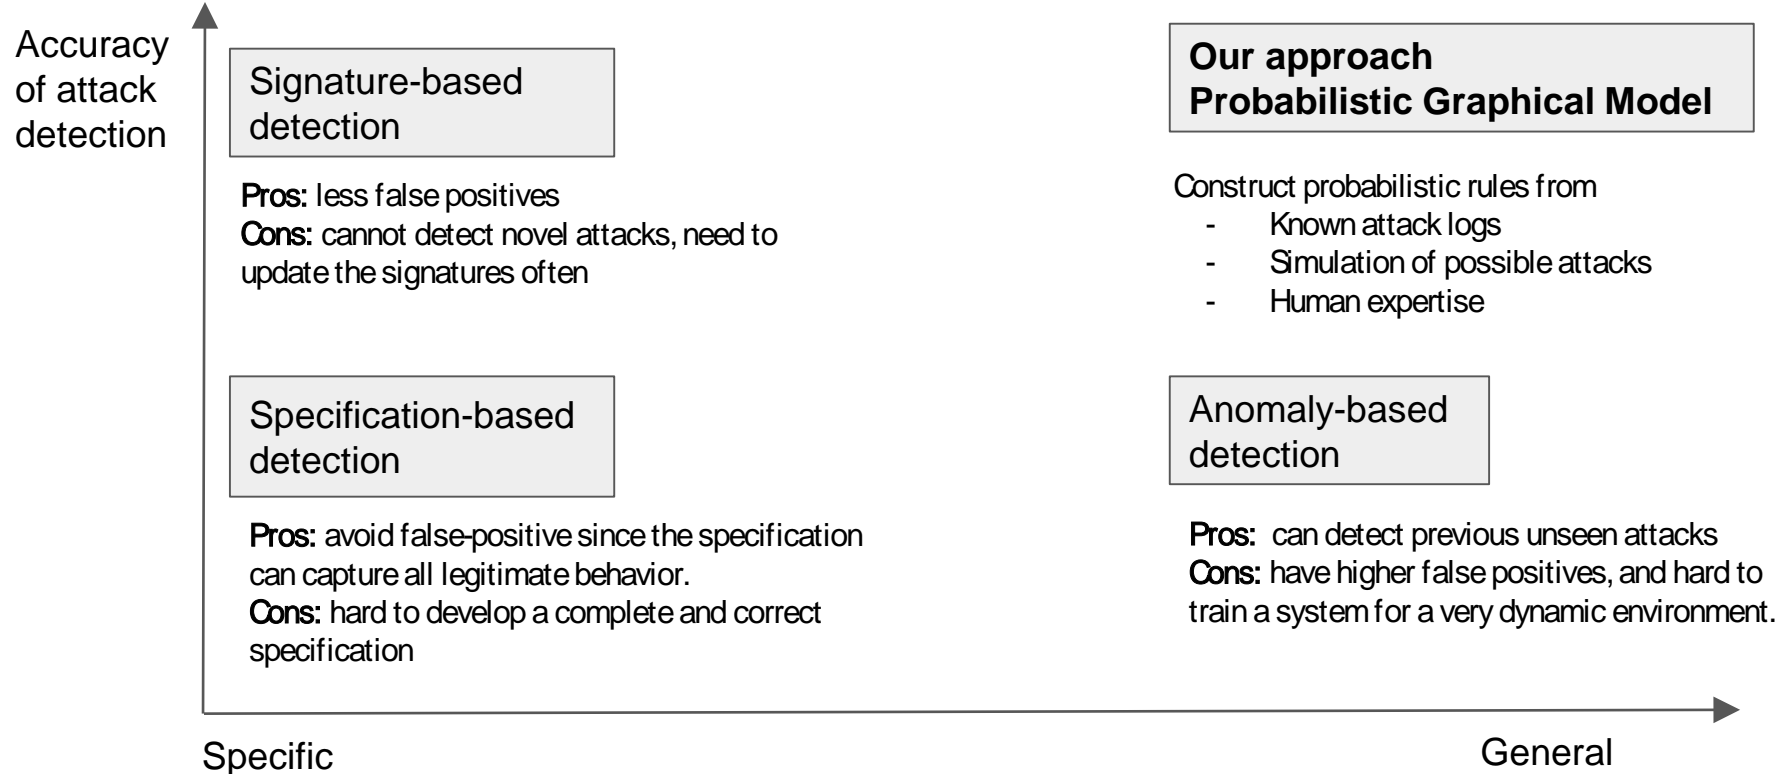 Accuracy
of attack
detection
Signature-based
detection
Pros: less false positives
Cons: cannot detect novel attacks, need to
update the signatures often
Our approach
Probabilistic Graphical Model
Construct probabilistic rules from
- Known attack logs
- Simulation of possible attacks
- Human expertise
Specification-based
detection
Pros: avoid false-positive since the specification
can capture all legitimate behavior.
Cons: hard to develop a complete and correct
specification
Anomaly-based
detection
Pros: can detect previous unseen attacks
Cons: have higher false positives, and hard to
train a system for a very dynamic environment.
Specific
General